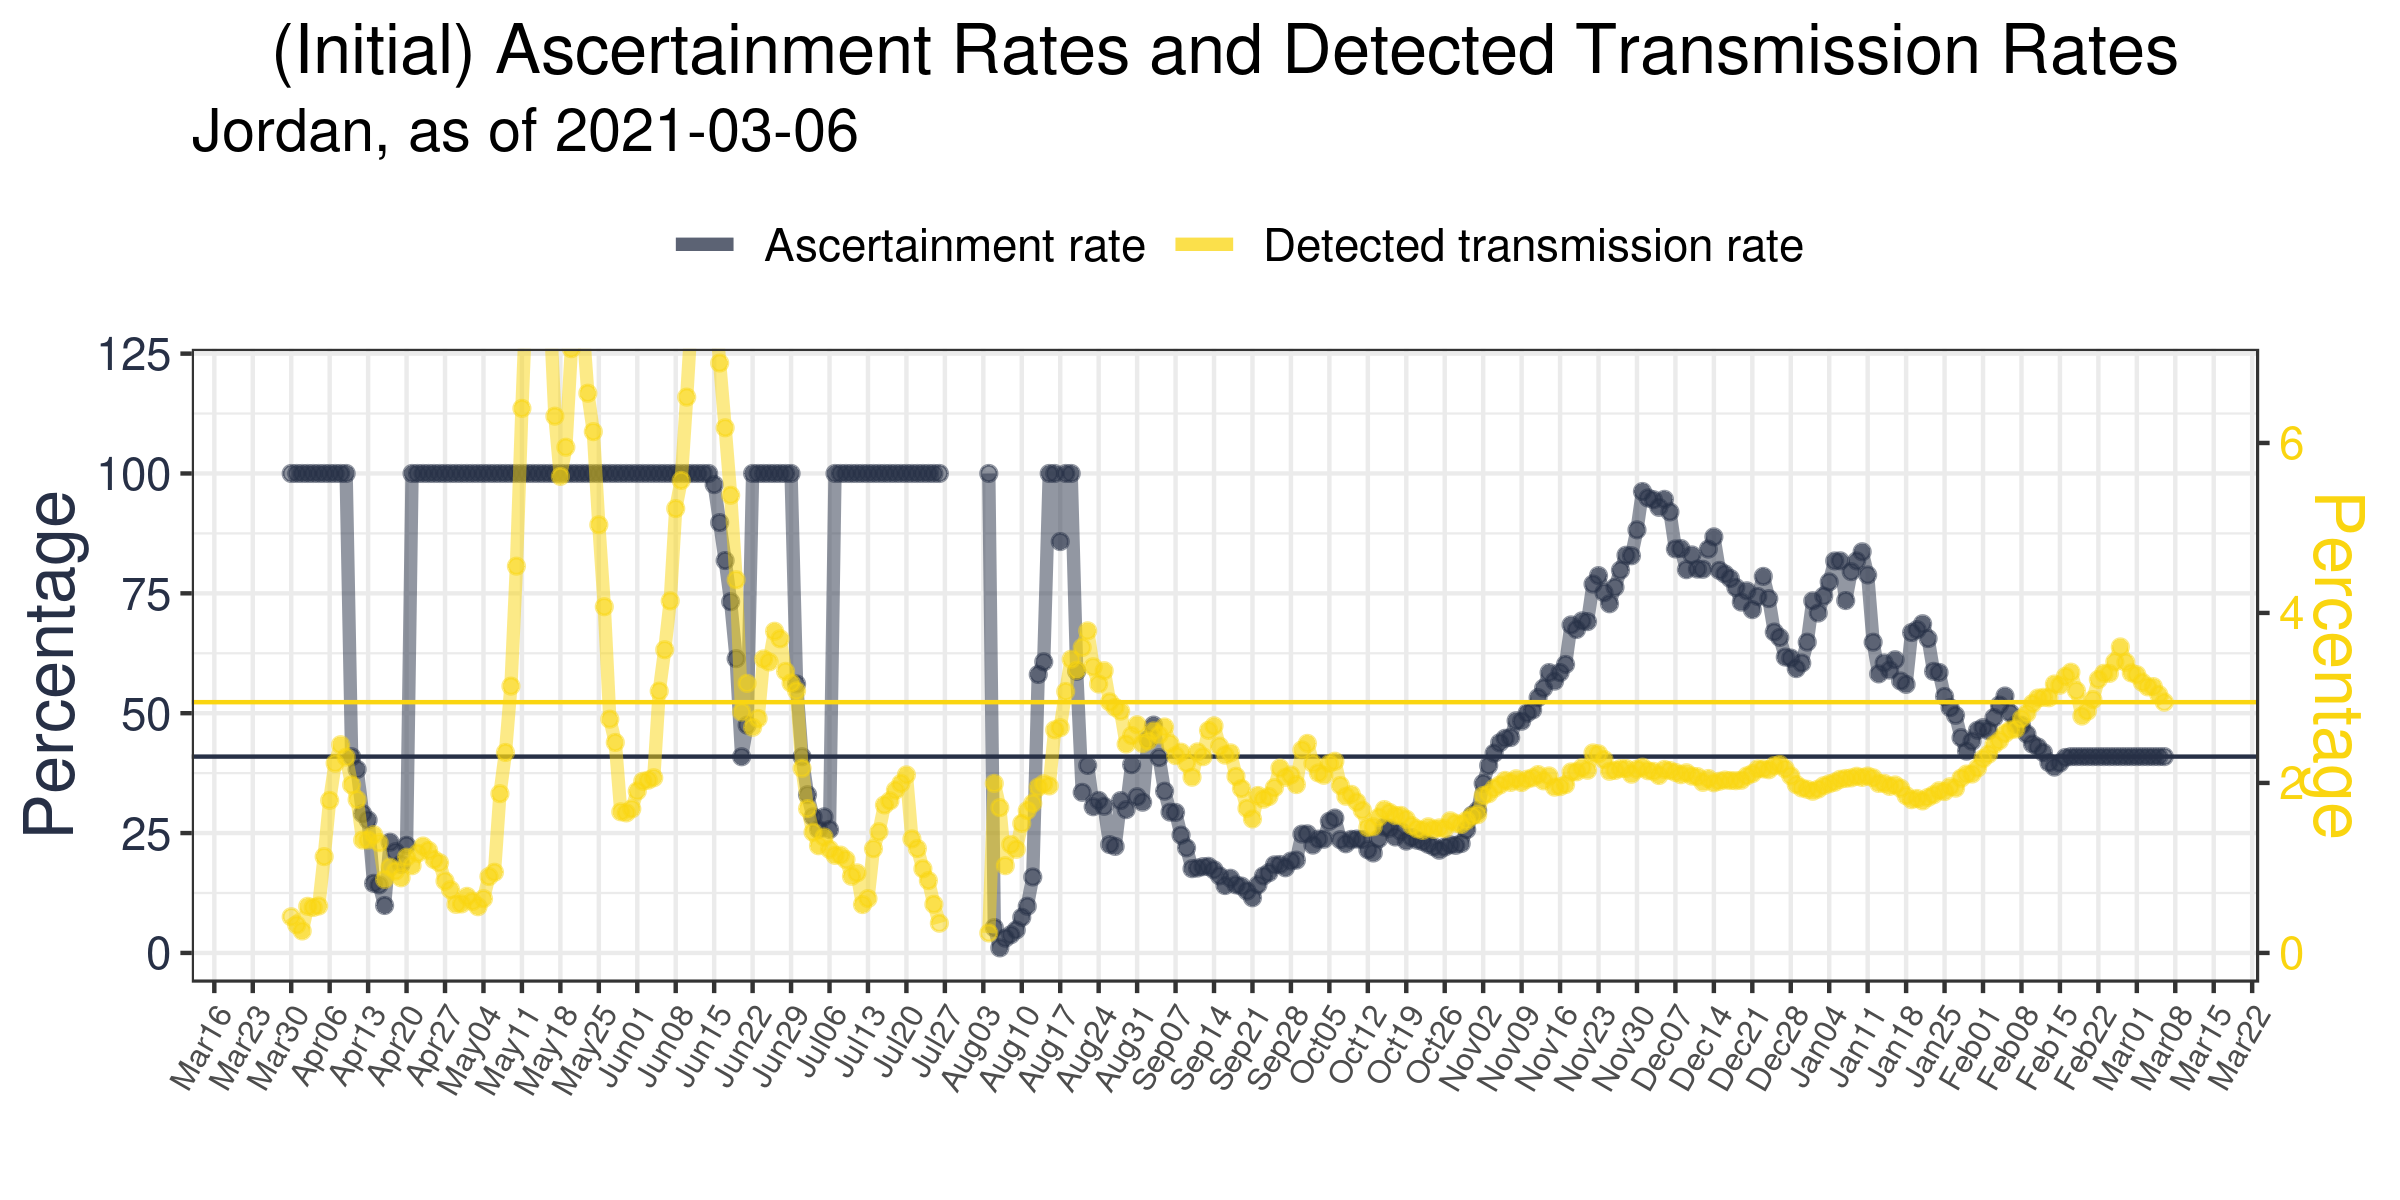 (Initial) Ascertainment Rates and Detected Transmission Rates
Jordan, as of 2021-03-06
Ascertainment rate
Detected transmission rate
Percentage
125
100
75
50
25
0
6
4
2
0
Percentage
Mar16
Mar23
Mar30
Apr06
Apr13
Apr20
Apr27
May04
May11
May18
May25
Jun01
Jun08
Jun15
Jun22
Jun29
Jul06
Jul13
Jul20
Jul27
Aug03
Aug10
Aug17
Aug24
Aug31
Sep07
Sep14
Sep21
Sep28
Oct05
Oct12
Oct19
Oct26
Nov02
Nov09
Nov16
Nov23
Nov30
Dec07
Dec14
Dec21
Dec28
Jan04
Jan11
Jan18
Jan25
Feb01
Feb08
Feb15
Feb22
Mar01
Mar08
Mar15
Mar22